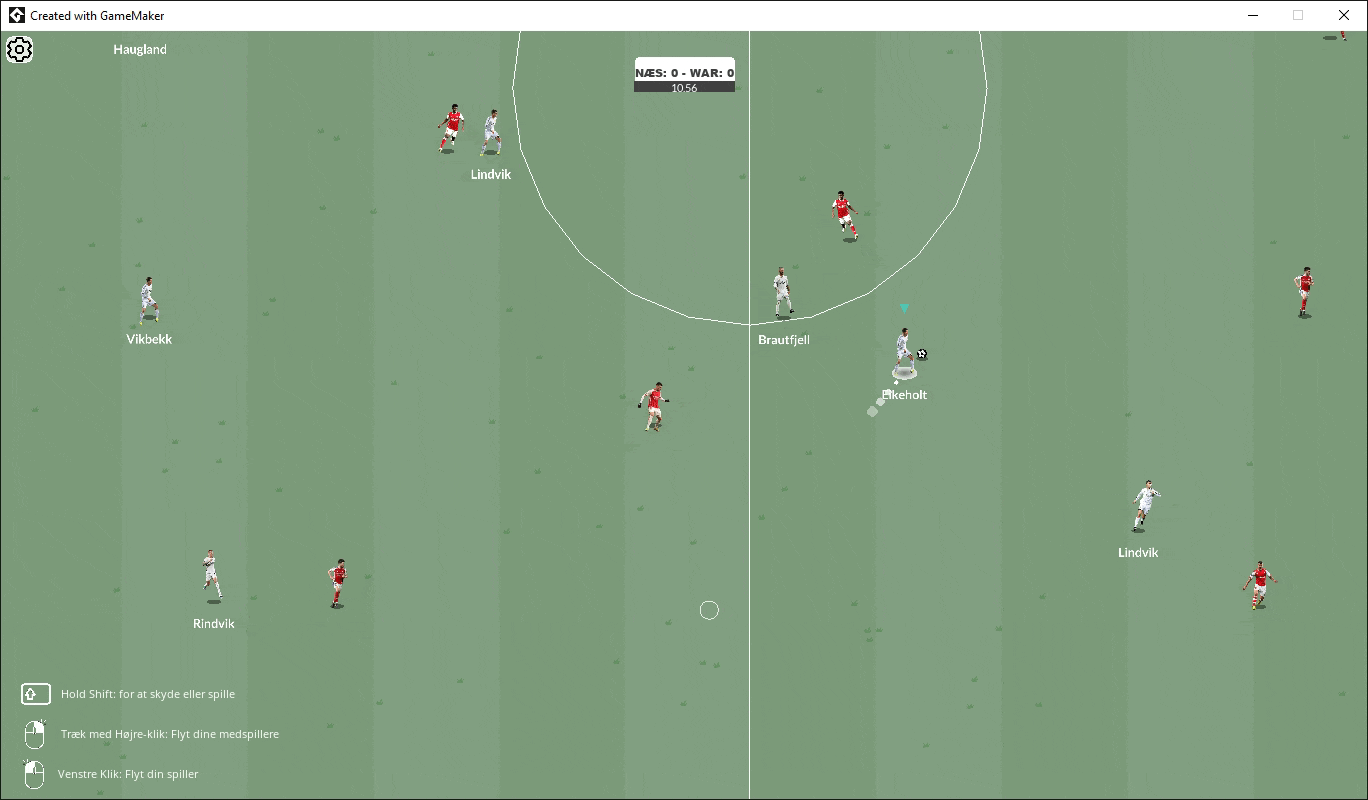 Created with GameMaker
Haugland
NÆS: 0 - WAR: 0
10.56
Lindvik
Vikbekk
Brautfjell
Eikeholt
Lindvik
Rindvik
Hold Shift: for at skyde eller spille
Træk med Højre-klik: Flyt dine medspillere
Venstre Klik: Flyt din spiller